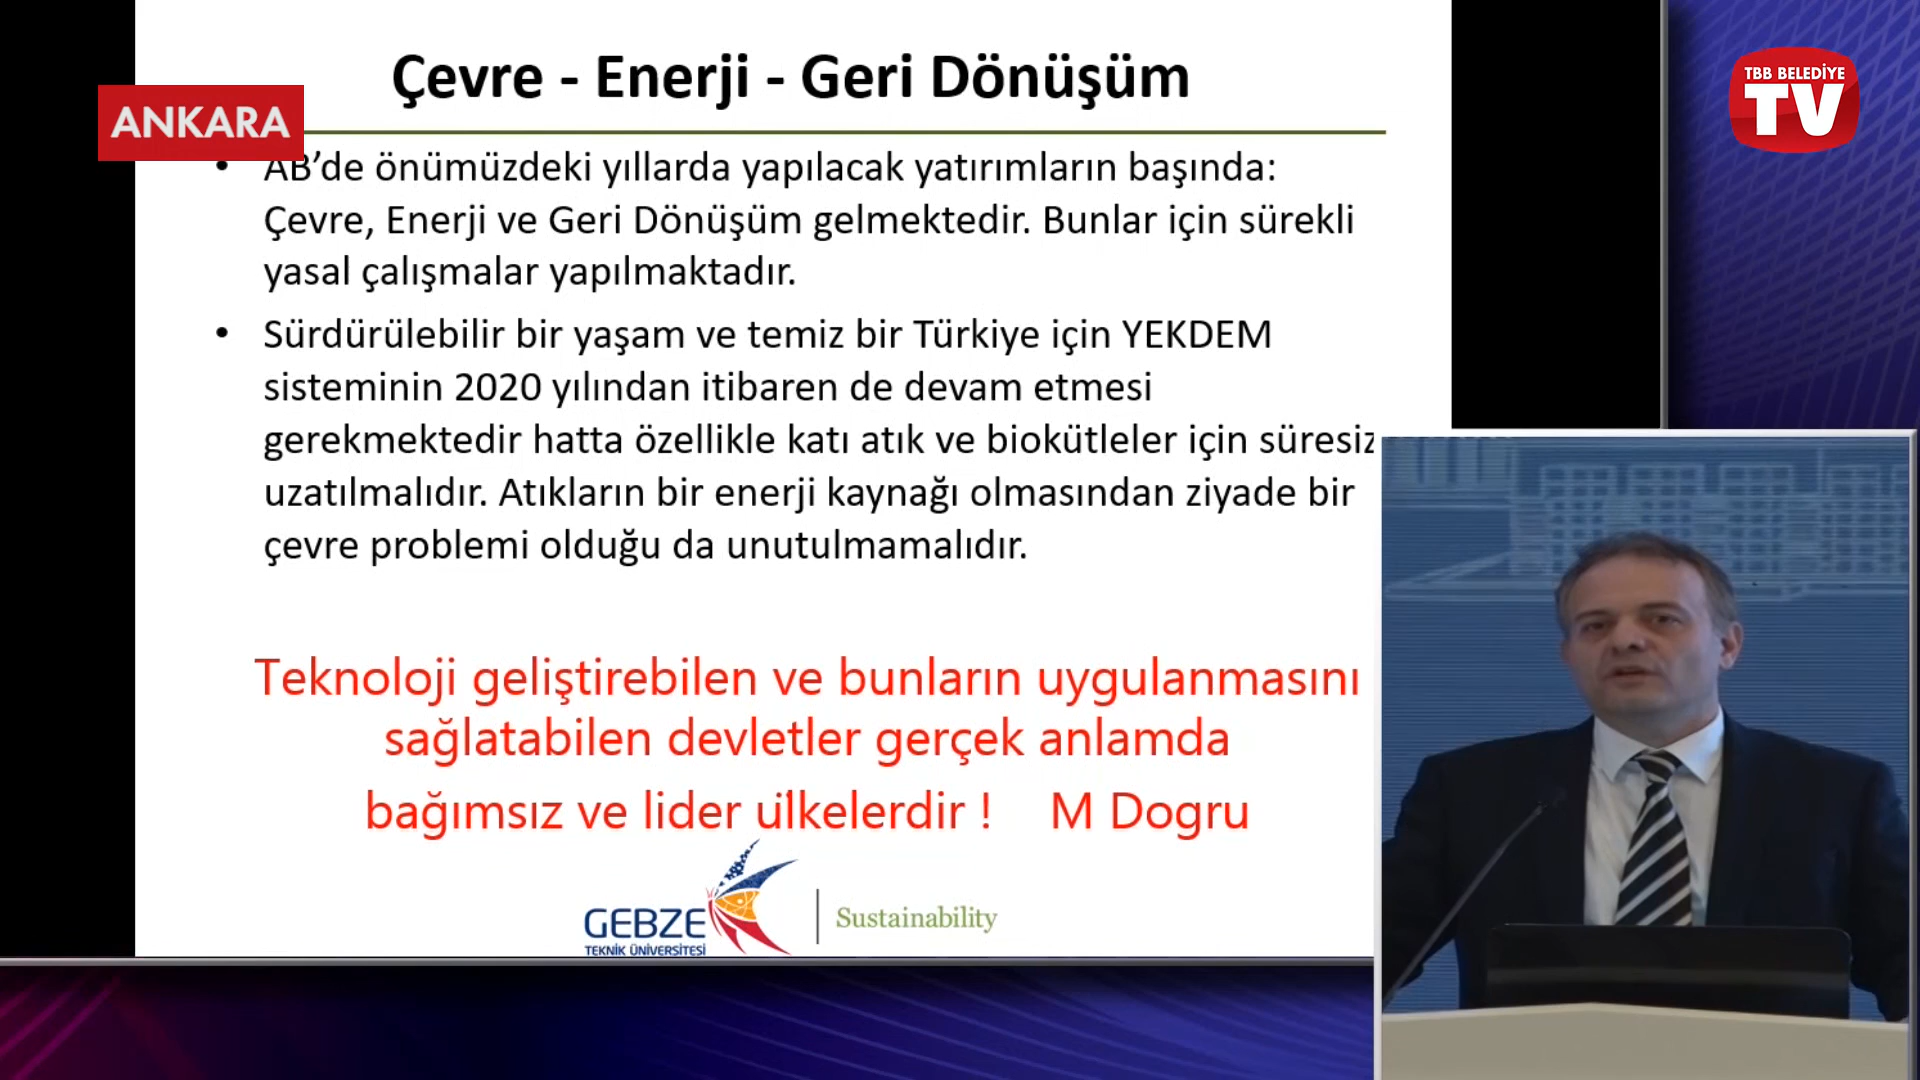 Çevre - Enerji - Geri Dönüşüm
ANKARA
TBB BELEDİYE
TV
• AB’de önümüzdeki yıllarda yapılacak yatırımların başında:
Çevre, Enerji ve Geri Dönüşüm gelmektedir. Bunlar için sürekli
yasal çalışmalar yapılmaktadır.
• Sürdürülebilir bir yaşam ve temiz bir Türkiye için YEKDEM
sisteminin 2020 yılından itibaren de devam etmesi
gerekmektedir hatta özellikle katı atık ve biokütleler için süresiz
uzatılmalıdır. Atıkların bir enerji kaynağı olmasından ziyade bir
çevre problemi olduğu da unutulmamalıdır.
Teknoloji geliştirebilen ve bunların uygulanmasını
sağlatabilen devletler gerçek anlamda
bağımsız ve lider ülkelerdir ! M Dogru
GEBZE
TEKNİK ÜNİVERSİTESİ
Sustainability